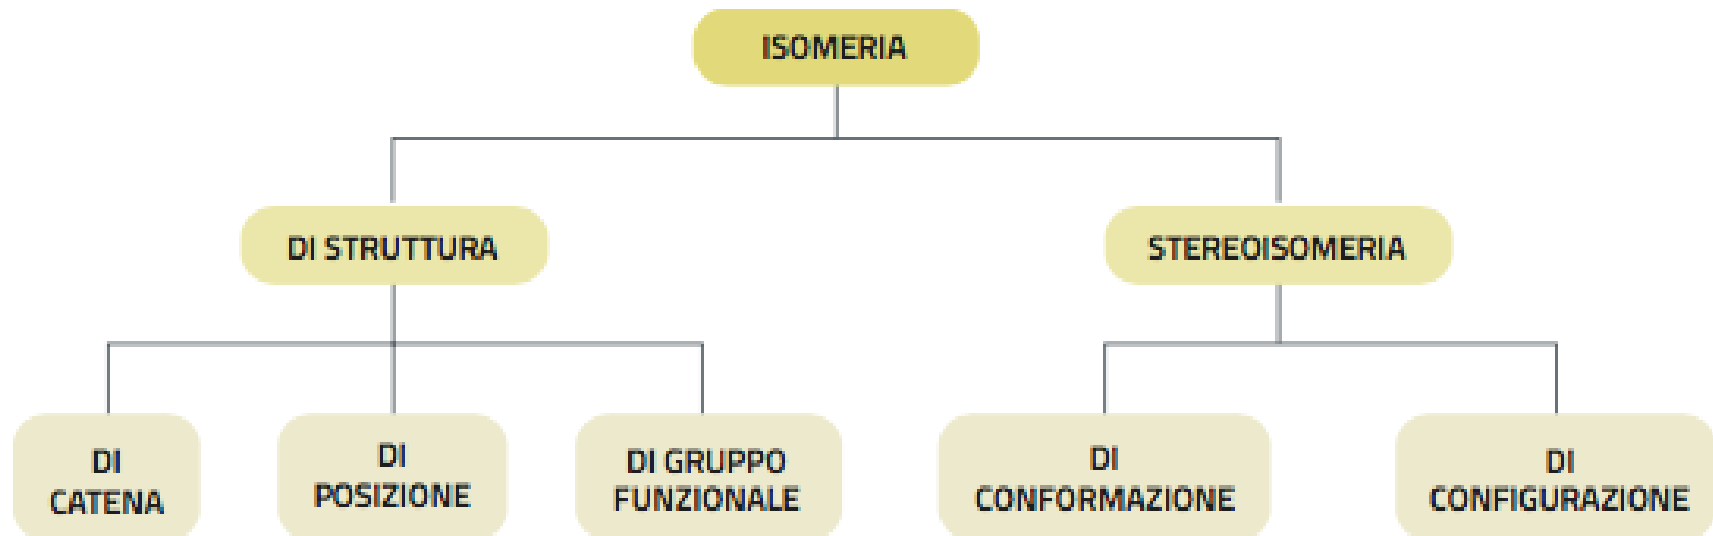 ISOMERIA
DI STRUTTURA
STEREOISOMERIA
DI
CATENA
DI
POSIZIONE
DI GRUPPO
FUNZIONALE
DI
CONFORMAZIONE
DI
CONFIGURAZIONE